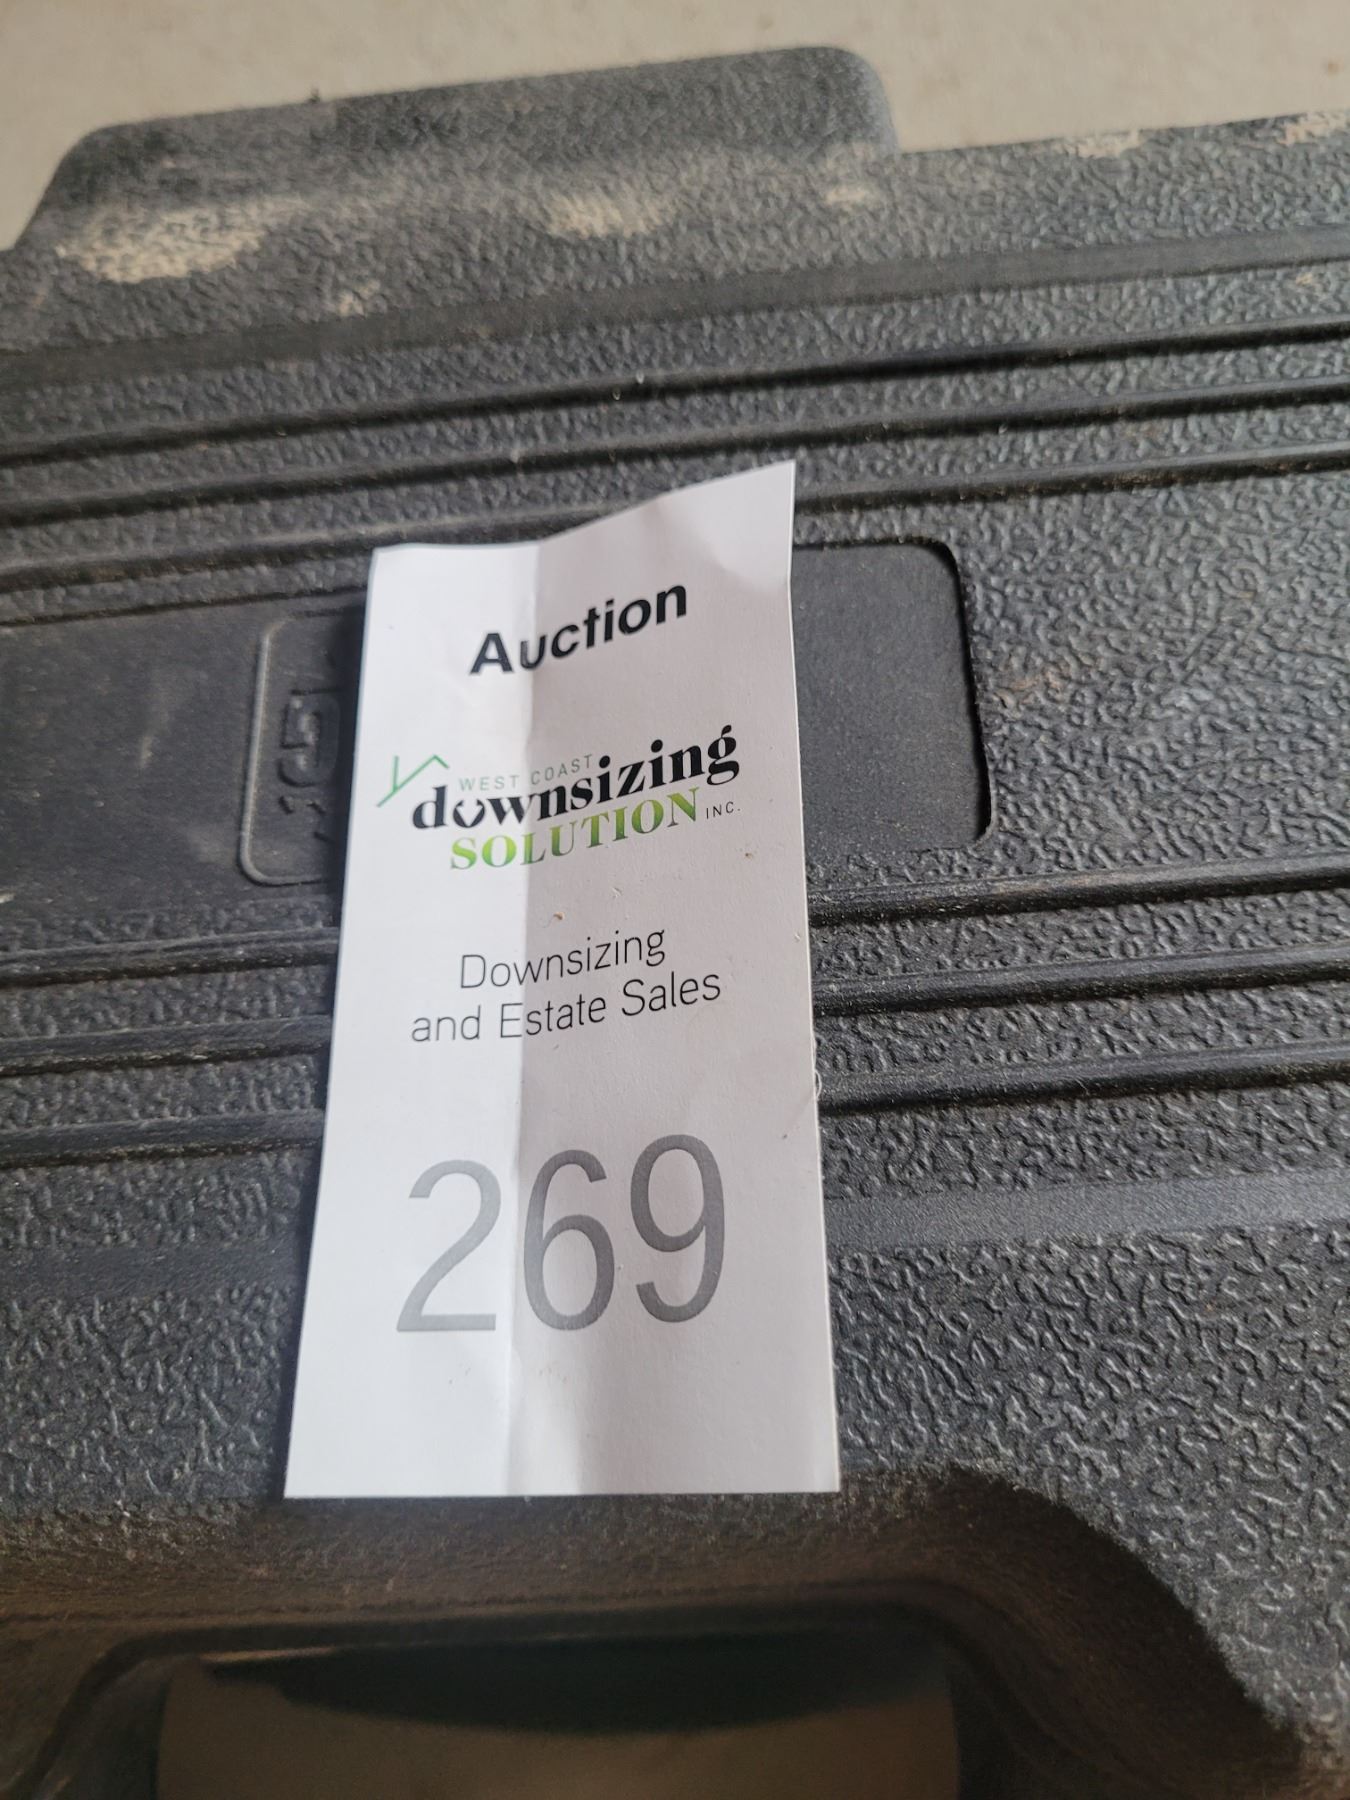 Auction
WEST COAST
downsizing
SOLUTION INC.
Downsizing
and Estate Sales
269